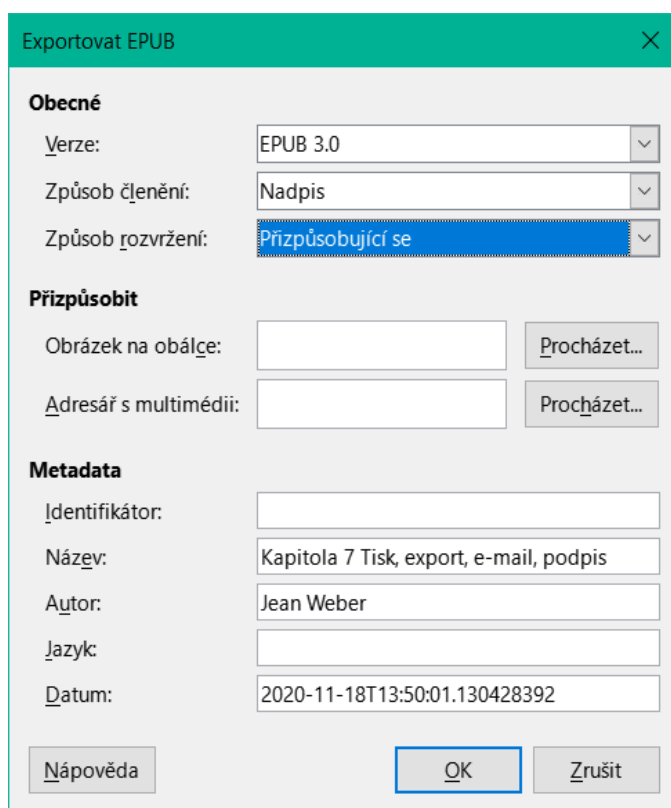 Exportovat EPUB
Obecné
Verze: EPUB 3.0
Způsob členění: Nadpis
Způsob rozvržení: Přizpůsobující se
Přizpůsobit
Obrázek na obálce: Procházet...
Adresář s multimédii: Procházet...
Metadata
Identifikátor:
Název: Kapitola 7 Tisk, export, e-mail, podpis
Autor: Jean Weber
Jazyk:
Datum: 2020-11-18T13:50:01.130428392
Nápověda OK Zrušit